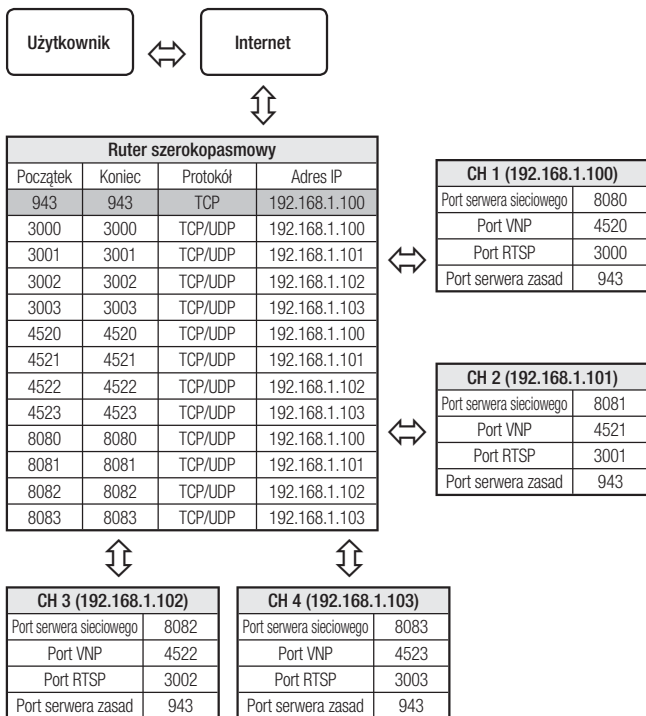 Użytkownik
Internet
Ruter szerokopasmowy
Początek Koniec Protokół Adres IP
943 943 TCP 192.168.1.100
3000 3000 TCP/UDP 192.168.1.100
3001 3001 TCP/UDP 192.168.1.101
3002 3002 TCP/UDP 192.168.1.102
3003 3003 TCP/UDP 192.168.1.103
4520 4520 TCP/UDP 192.168.1.100
4521 4521 TCP/UDP 192.168.1.101
4522 4522 TCP/UDP 192.168.1.102
4523 4523 TCP/UDP 192.168.1.103
8080 8080 TCP/UDP 192.168.1.100
8081 8081 TCP/UDP 192.168.1.101
8082 8082 TCP/UDP 192.168.1.102
8083 8083 TCP/UDP 192.168.1.103
CH 1 (192.168.1.100)
Port serwera sieciowego 8080
Port VNP 4520
Port RTSP 3000
Port serwera zasad 943
CH 2 (192.168.1.101)
Port serwera sieciowego 8081
Port VNP 4521
Port RTSP 3001
Port serwera zasad 943
CH 3 (192.168.1.102)
Port serwera sieciowego 8082
Port VNP 4522
Port RTSP 3002
Port serwera zasad 943
CH 4 (192.168.1.103)
Port serwera sieciowego 8083
Port VNP 4523
Port RTSP 3003
Port serwera zasad 943